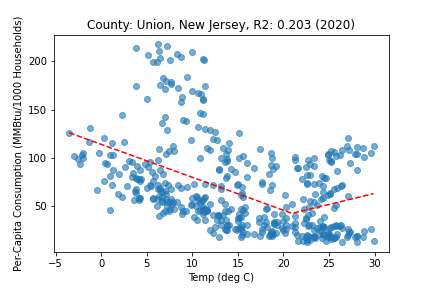 County: Union, New Jersey, R2: 0.203 (2020)
Per-Capita Consumption (MMBtu/1000 Households)
200
150
100
50
−5 0 5 10 15 20 25 30
Temp (deg C)